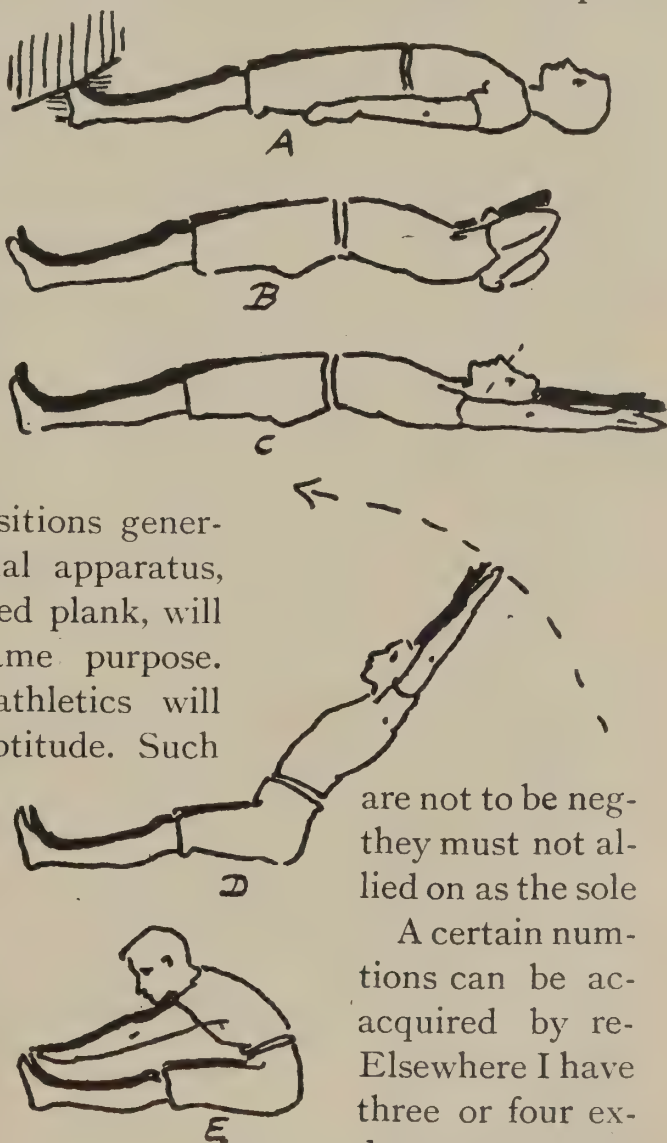 A
B
C
sitions gener-
al apparatus,
ed plank, will
ame purpose.
athletics will
ptitude. Such
D
are not to be neg-
they must not al-
lied on as the sole
A certain num-
tions can be ac-
acquired by re-
Elsewhere I have
three or four ex-
E